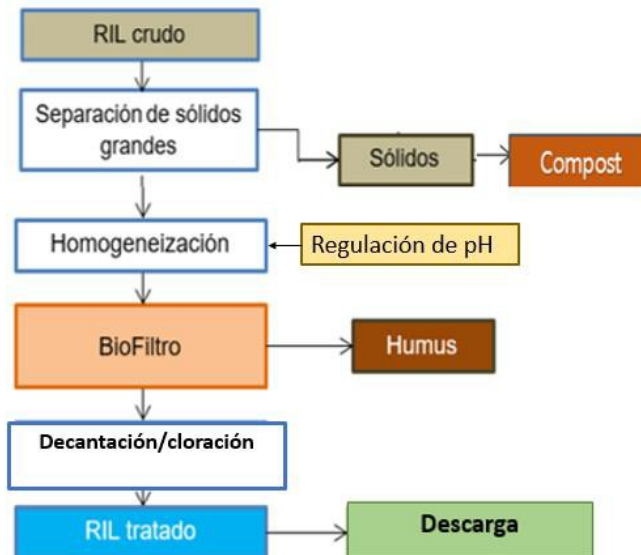 RIL crudo
Separación de sólidos
grandes
Sólidos
Compost
Homogeneización
Regulación de pH
BioFiltro
Humus
Decantación/cloración
RIL tratado
Descarga